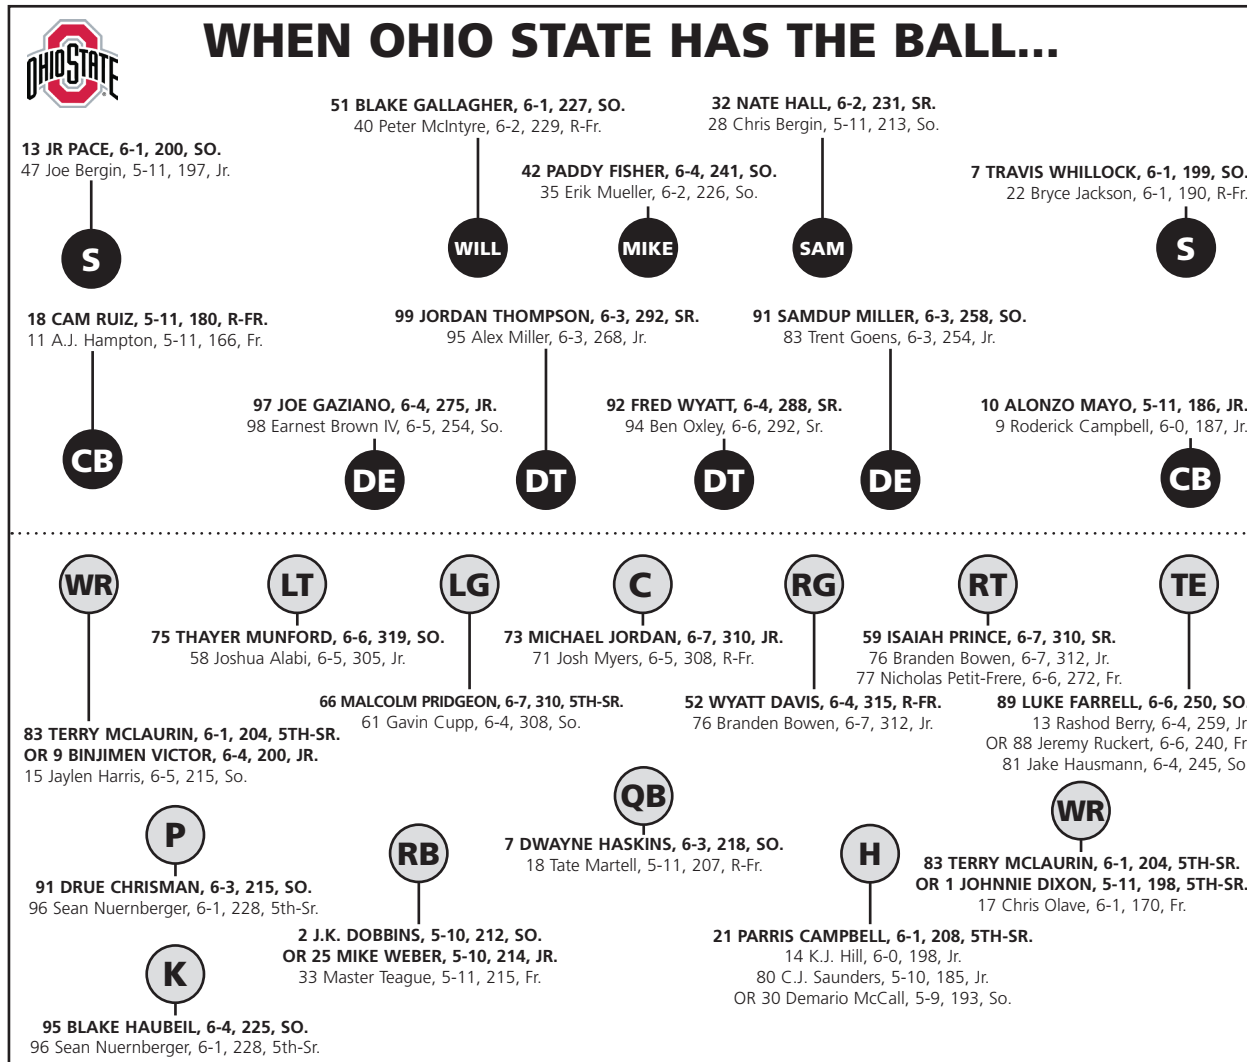 OHIO STATE
WHEN OHIO STATE HAS THE BALL...
51 BLAKE GALLAGHER, 6-1, 227, SO.
40 Peter McIntyre, 6-2, 229, R-Fr.
32 NATE HALL, 6-2, 231, SR.
28 Chris Bergin, 5-11, 213, So.
13 JR PACE, 6-1, 200, SO.
47 Joe Bergin, 5-11, 197, Jr.
42 PADDY FISHER, 6-4, 241, SO.
35 Erik Mueller, 6-2, 226, So.
7 TRAVIS WHILLOCK, 6-1, 199, SO.
22 Bryce Jackson, 6-1, 190, R-Fr.
S
WILL
MIKE
SAM
S
18 CAM RUIZ, 5-11, 180, R-FR.
11 A.J. Hampton, 5-11, 166, Fr.
99 JORDAN THOMPSON, 6-3, 292, SR.
95 Alex Miller, 6-3, 268, Jr.
91 SAMDUP MILLER, 6-3, 258, SO.
83 Trent Goens, 6-3, 254, Jr.
97 JOE GAZIANO, 6-4, 275, JR.
98 Earnest Brown IV, 6-5, 254, So.
92 FRED WYATT, 6-4, 288, SR.
94 Ben Oxley, 6-6, 292, Sr.
10 ALONZO MAYO, 5-11, 186, JR.
9 Roderick Campbell, 6-0, 187, Jr.
CB
DE
DT
DT
DE
CB
WR
LT
LG
C
RG
RT
TE
75 THAYER MUNFORD, 6-6, 319, SO.
58 Joshua Alabi, 6-5, 305, Jr.
73 MICHAEL JORDAN, 6-7, 310, JR.
71 Josh Myers, 6-5, 308, R-Fr.
59 ISAIAH PRINCE, 6-7, 310, SR.
76 Branden Bowen, 6-7, 312, Jr.
77 Nicholas Petit-Frere, 6-6, 272, Fr.
66 MALCOLM PRIDGEON, 6-7, 310, 5TH-SR.
61 Gavin Cupp, 6-4, 308, So.
52 WYATT DAVIS, 6-4, 315, R-FR.
76 Branden Bowen, 6-7, 312, Jr.
89 LUKE FARRELL, 6-6, 250, SO.
13 Rashod Berry, 6-4, 259, Jr
OR 88 Jeremy Ruckert, 6-6, 240, Fr
81 Jake Hausmann, 6-4, 245, So
83 TERRY MCLAURIN, 6-1, 204, 5TH-SR.
OR 9 BINJIMEN VICTOR, 6-4, 200, JR.
15 Jaylen Harris, 6-5, 215, So.
P
91 DRUE CHRISMAN, 6-3, 215, SO.
96 Sean Nuernberger, 6-1, 228, 5th-Sr.
RB
2 J.K. DOBBINS, 5-10, 212, SO.
OR 25 MIKE WEBER, 5-10, 214, JR.
33 Master Teague, 5-11, 215, Fr.
QB
7 DWAYNE HASKINS, 6-3, 218, SO.
18 Tate Martell, 5-11, 207, R-Fr.
H
21 PARRIS CAMPBELL, 6-1, 208, 5TH-SR.
14 K.J. Hill, 6-0, 198, Jr.
80 C.J. Saunders, 5-10, 185, Jr.
OR 30 Demario McCall, 5-9, 193, So.
WR
83 TERRY MCLAURIN, 6-1, 204, 5TH-SR.
OR 1 JOHNNIE DIXON, 5-11, 198, 5TH-SR.
17 Chris Olave, 6-1, 170, Fr.
K
95 BLAKE HAUBEIL, 6-4, 225, SO.
96 Sean Nuernberger, 6-1, 228, 5th-Sr.